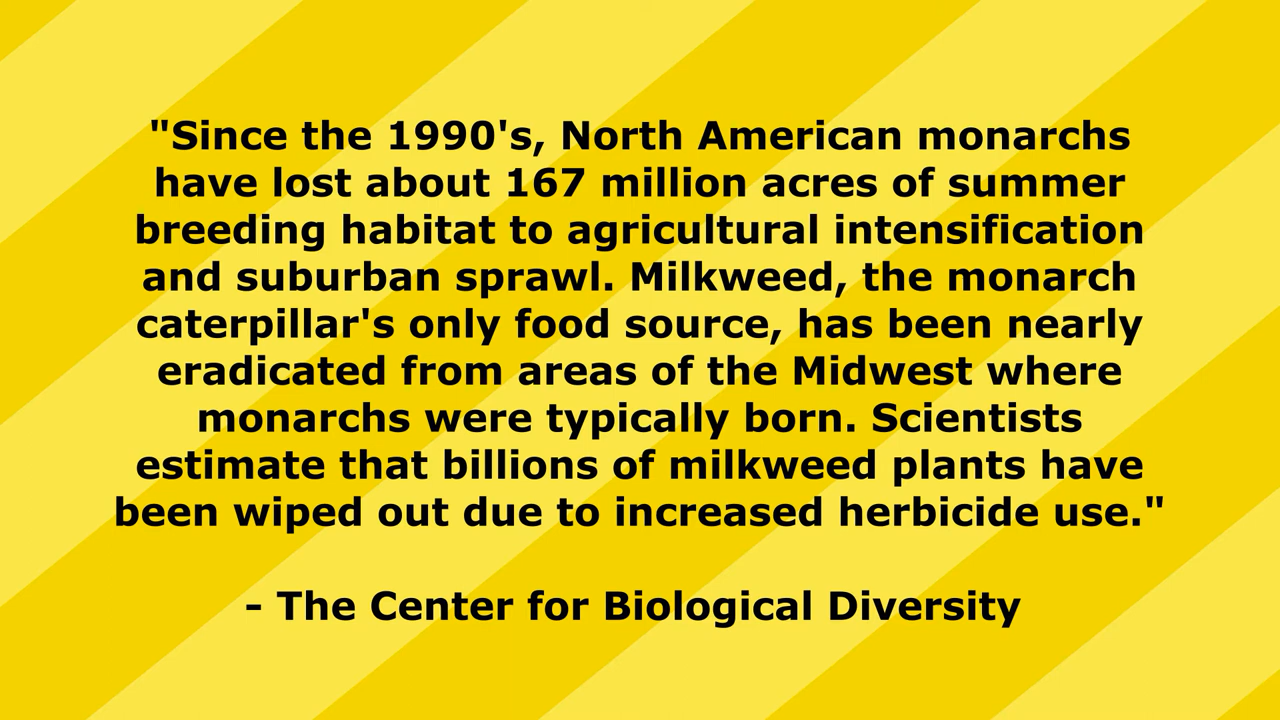 "Since the 1990's, North American monarchs
have lost about 167 million acres of summer
breeding habitat to agricultural intensification
and suburban sprawl. Milkweed, the monarch
caterpillar's only food source, has been nearly
eradicated from areas of the Midwest where
monarchs were typically born. Scientists
estimate that billions of milkweed plants have
been wiped out due to increased herbicide use."
- The Center for Biological Diversity